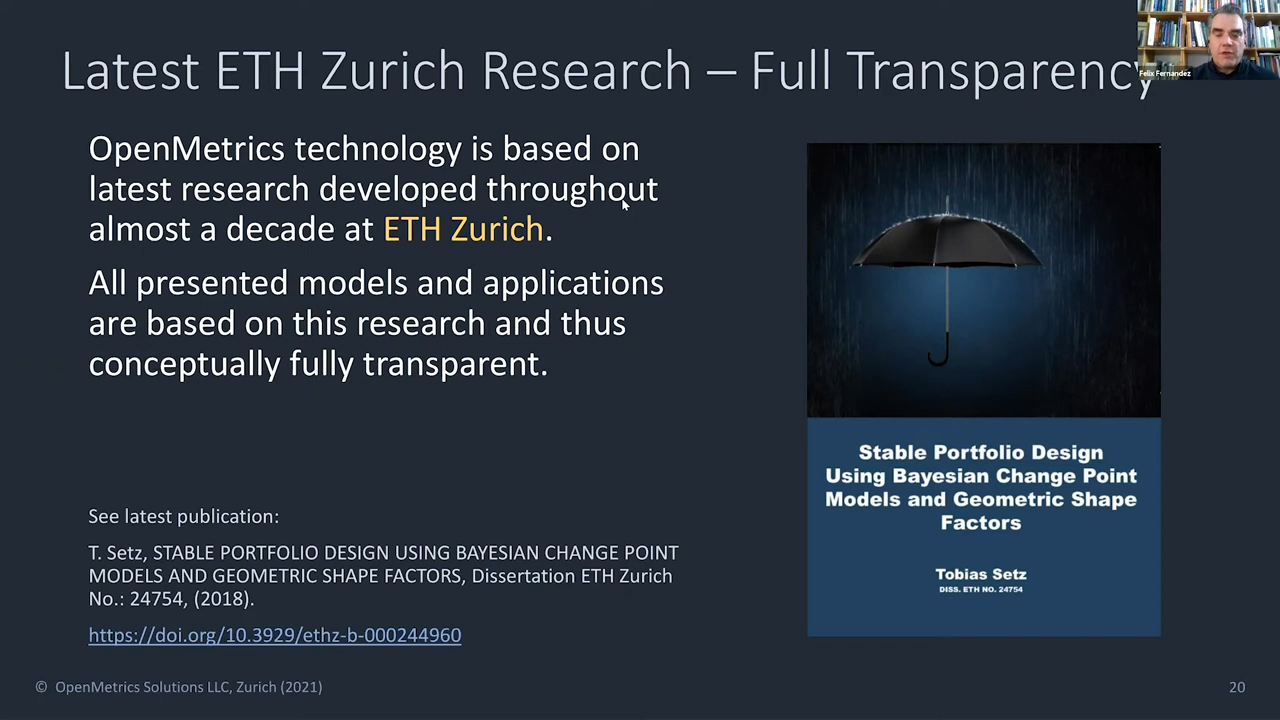 Latest ETH Zurich Research – Full Transparency
Felix Fernandez
OpenMetrics technology is based on
latest research developed throughout
almost a decade at ETH Zurich.
All presented models and applications
are based on this research and thus
conceptually fully transparent.
Stable Portfolio Design
Using Bayesian Change Point
Models and Geometric Shape
Factors
Tobias Setz
DISS. ETH NO. 24754
See latest publication:
T. Setz, STABLE PORTFOLIO DESIGN USING BAYESIAN CHANGE POINT
MODELS AND GEOMETRIC SHAPE FACTORS, Dissertation ETH Zurich
No.: 24754, (2018).
https://doi.org/10.3929/ethz-b-000244960
© OpenMetrics Solutions LLC, Zurich (2021)
20